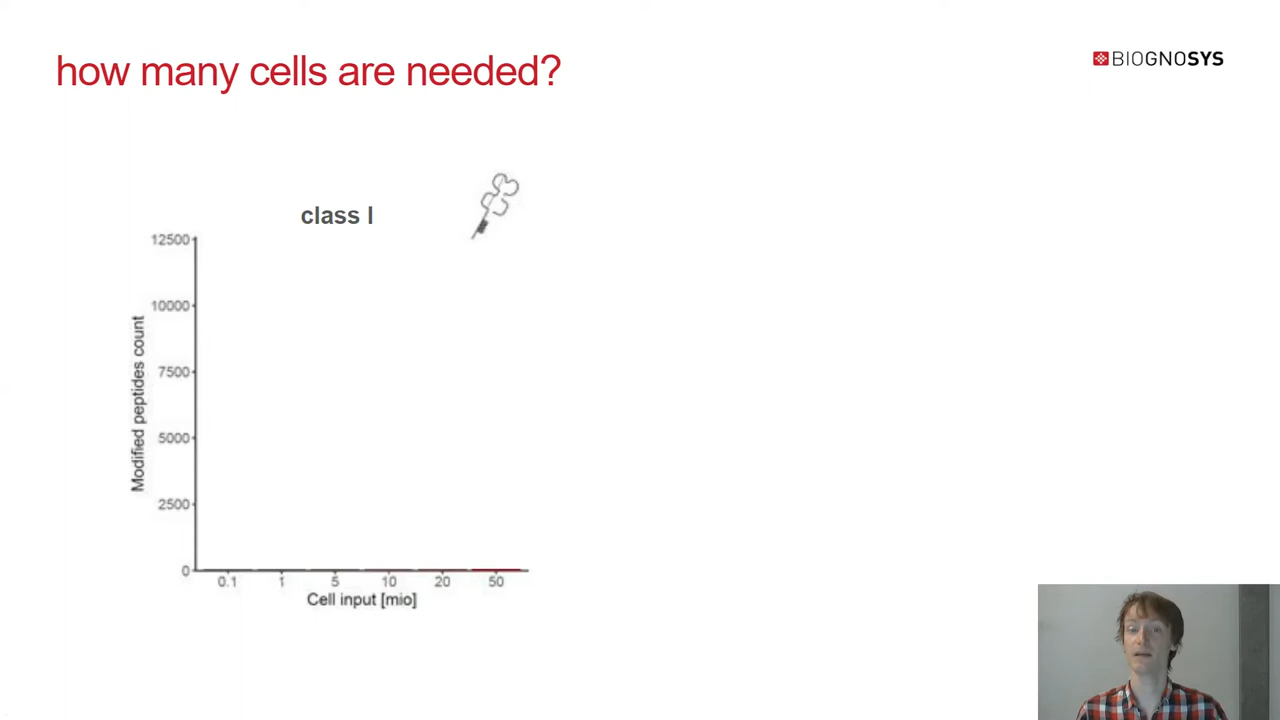 how many cells are needed?
BIOGNOSYS
class I
12500
10000
7500
5000
2500
0
Modified peptides count
0.1 1 5 10 20 50
Cell input [mio]